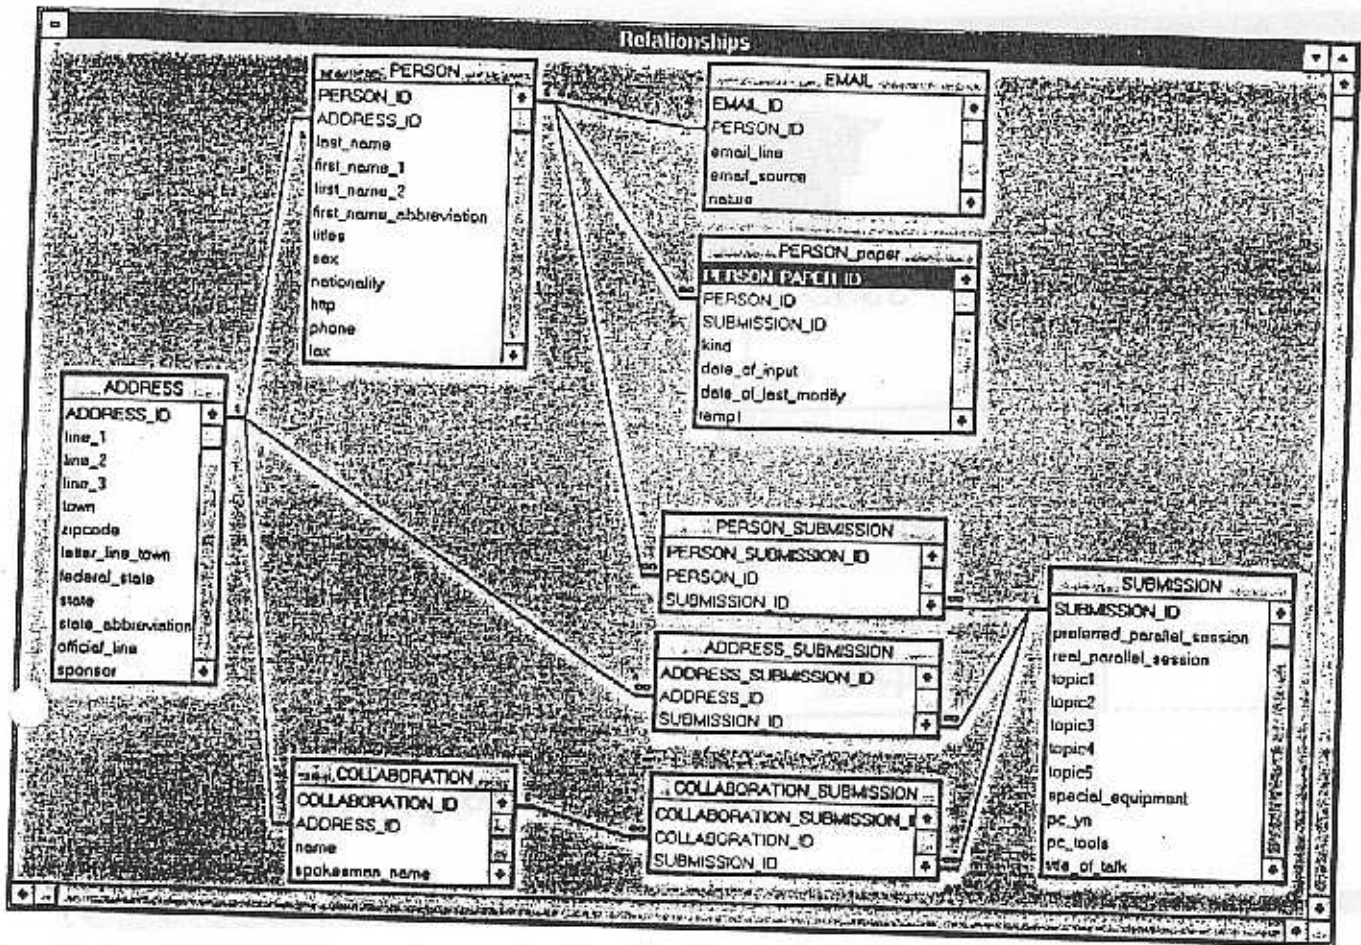 Relationships
PERSON
PERSON_ID
ADDRESS_ID
last_name
first_name_1
first_name_2
first_name_abbreviation
titles
sex
nationality
http
phone
fax
EMAIL
EMAIL_ID
PERSON_ID
email_line
email_source
nature
PERSON_paper
PERSON_PAPER_ID
PERSON_ID
SUBMISSION_ID
kind
date_of_input
date_of_last_modify
templ
ADDRESS
ADDRESS_ID
line_1
line_2
line_3
town
zipcode
letter_line_town
federal_state
state
state_abbreviation
official_line
sponsor
PERSON_SUBMISSION
PERSON_SUBMISSION_ID
PERSON_ID
SUBMISSION_ID
ADDRESS_SUBMISSION
ADDRESS_SUBMISSION_ID
ADDRESS_ID
SUBMISSION_ID
SUBMISSION
SUBMISSION_ID
preferred_parallel_session
real_parallel_session
topic1
topic2
topic3
topic4
topic5
special_equipment
pc_yn
pc_tools
title_of_talk
COLLABORATION
COLLABORATION_ID
ADDRESS_ID
name
spokesman_name
COLLABORATION_SUBMISSION
COLLABORATION_SUBMISSION_I
COLLABORATION_ID
SUBMISSION_ID